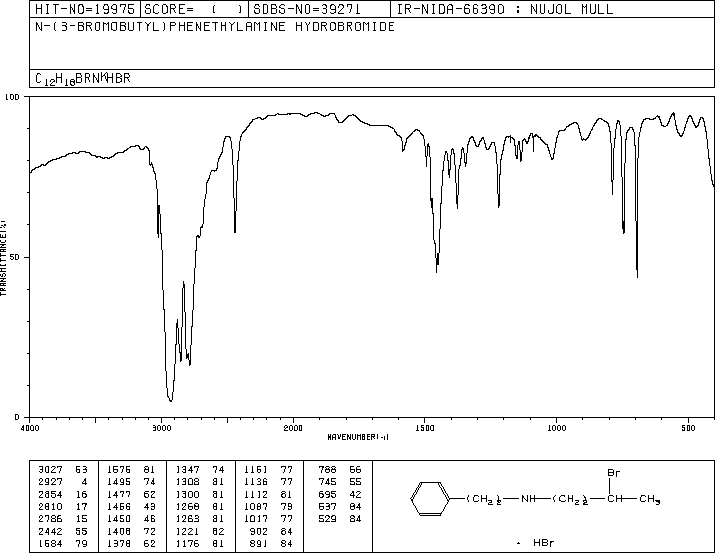 HIT-NO=19975 SCORE= ( ) SDBS-NO=39271 IR-NIDA-66390 : NUJOL MULL
N-(3-BROMOBUTYL)PHENETHYLAMINE HYDROBROMIDE
C12H18BRN HBR
100
50
0
TRANSMITTANCE(%)
4000 3000 2000 1500 1000 500
WAVENUMBER(-1)
3027 53 1576 81 1347 74 1161 77 788 66
2927 4 1495 74 1308 81 1136 77 745 55
2854 16 1477 62 1300 81 1112 81 695 42
2810 17 1456 43 1268 81 1087 79 637 84
2786 15 1450 46 1263 81 1017 77 529 84
2442 55 1408 72 1221 62 902 84
1584 79 1378 62 1176 81 891 84
Br
(CH2)2 NH (CH2)2 CH CH3
· HBr